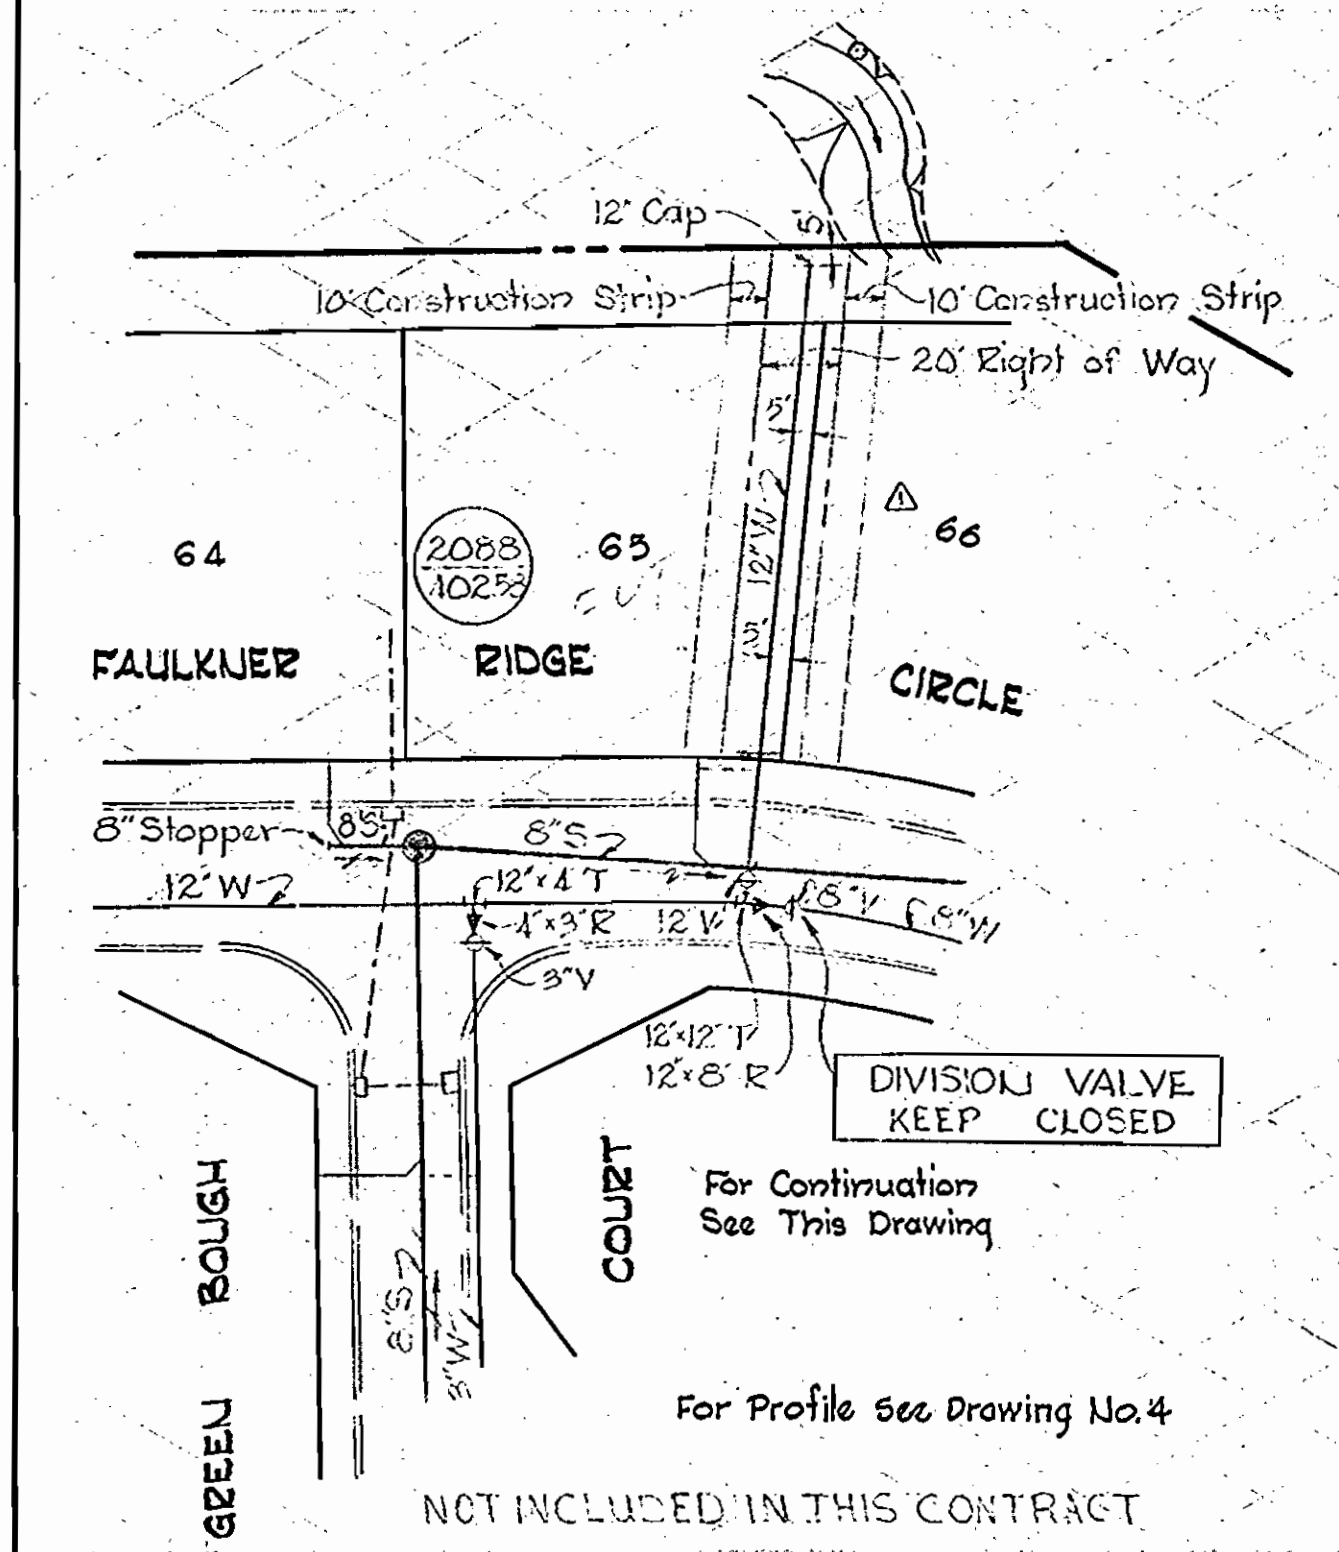 12" Cap
5'
10' Construction Strip
10' Construction Strip
20' Right of Way
5'
12" W
5'
64
2088
10258
65
66
FAULKNER RIDGE CIRCLE
8" Stopper
8" S
8" S
12" W
12" x 4" T
4" x 3" R
3" V
12" V
8" V
8" W
12" x 12" T
12" x 8" R
DIVISION VALVE
KEEP CLOSED
For Continuation
See This Drawing
GREEN BOUGH COURT
8" S
3" W
For Profile See Drawing No. 4
NOT INCLUDED IN THIS CONTRACT